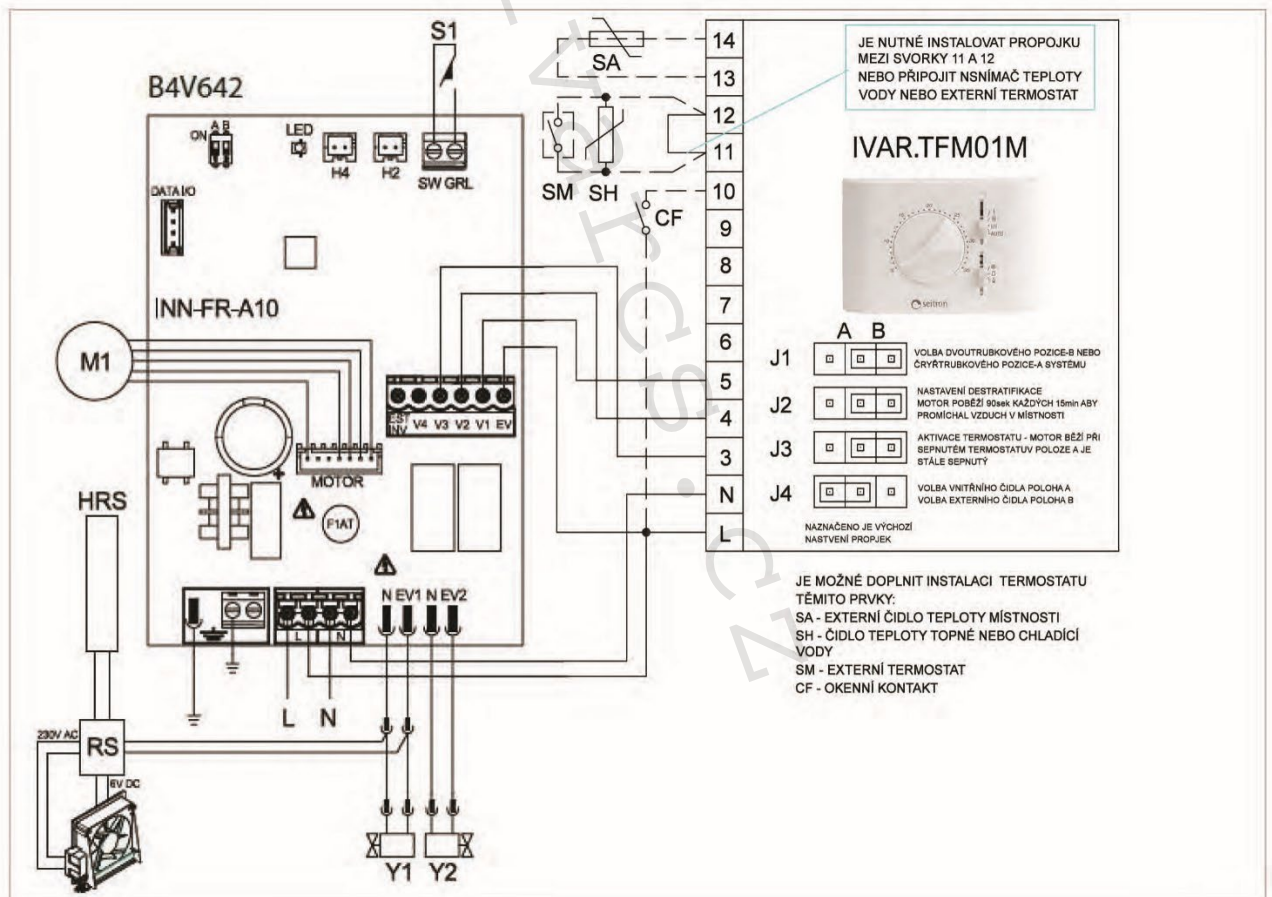 S1
B4V642
A B
ON
LED
H4
H2
SW GRL
DATA I/O
INN-FR-A10
M1
EST
INV
V4 V3 V2 V1 EV
MOTOR
F1AT
HRS
N EV1 N EV2
L
N
L
N
230V AC
RS
6V DC
Y1
Y2
SA
SM
SH
CF
14
13
12
11
10
9
8
7
6
5
4
3
N
L
JE NUTNÉ INSTALOVAT PROPOJKU
MEZI SVORKY 11 A 12
NEBO PŘIPOJIT NSNÍMAČ TEPLOTY
VODY NEBO EXTERNÍ TERMOSTAT
IVAR.TFM01M
seitron
A B
J1
VOLBA DVOUTRUBKOVÉHO POZICE-B NEBO
ČRYŘTRUBKOVÉHO POZICE-A SYSTÉMU
J2
NASTAVENÍ DESTRATIFIKACE
MOTOR POBĚŽÍ 90sek KAŽDÝCH 15min ABY
PROMÍCHAL VZDUCH V MÍSTNOSTI
J3
AKTIVACE TERMOSTATU - MOTOR BĚŽÍ PŘI
SEPNUTÉM TERMOSTATUV POLOZE A JE
STÁLE SEPNUTÝ
J4
VOLBA VNITŘNÍHO ČIDLA POLOHA A
VOLBA EXTERNÍHO ČIDLA POLOHA B
NAZNAČENO JE VÝCHOZÍ
NASTVENÍ PROPJEK
JE MOŽNÉ DOPLNIT INSTALACI TERMOSTATU
TĚMITO PRVKY:
SA - EXTERNÍ ČIDLO TEPLOTY MÍSTNOSTI
SH - ČIDLO TEPLOTY TOPNÉ NEBO CHLADÍCÍ
VODY
SM - EXTERNÍ TERMOSTAT
CF - OKENNÍ KONTAKT